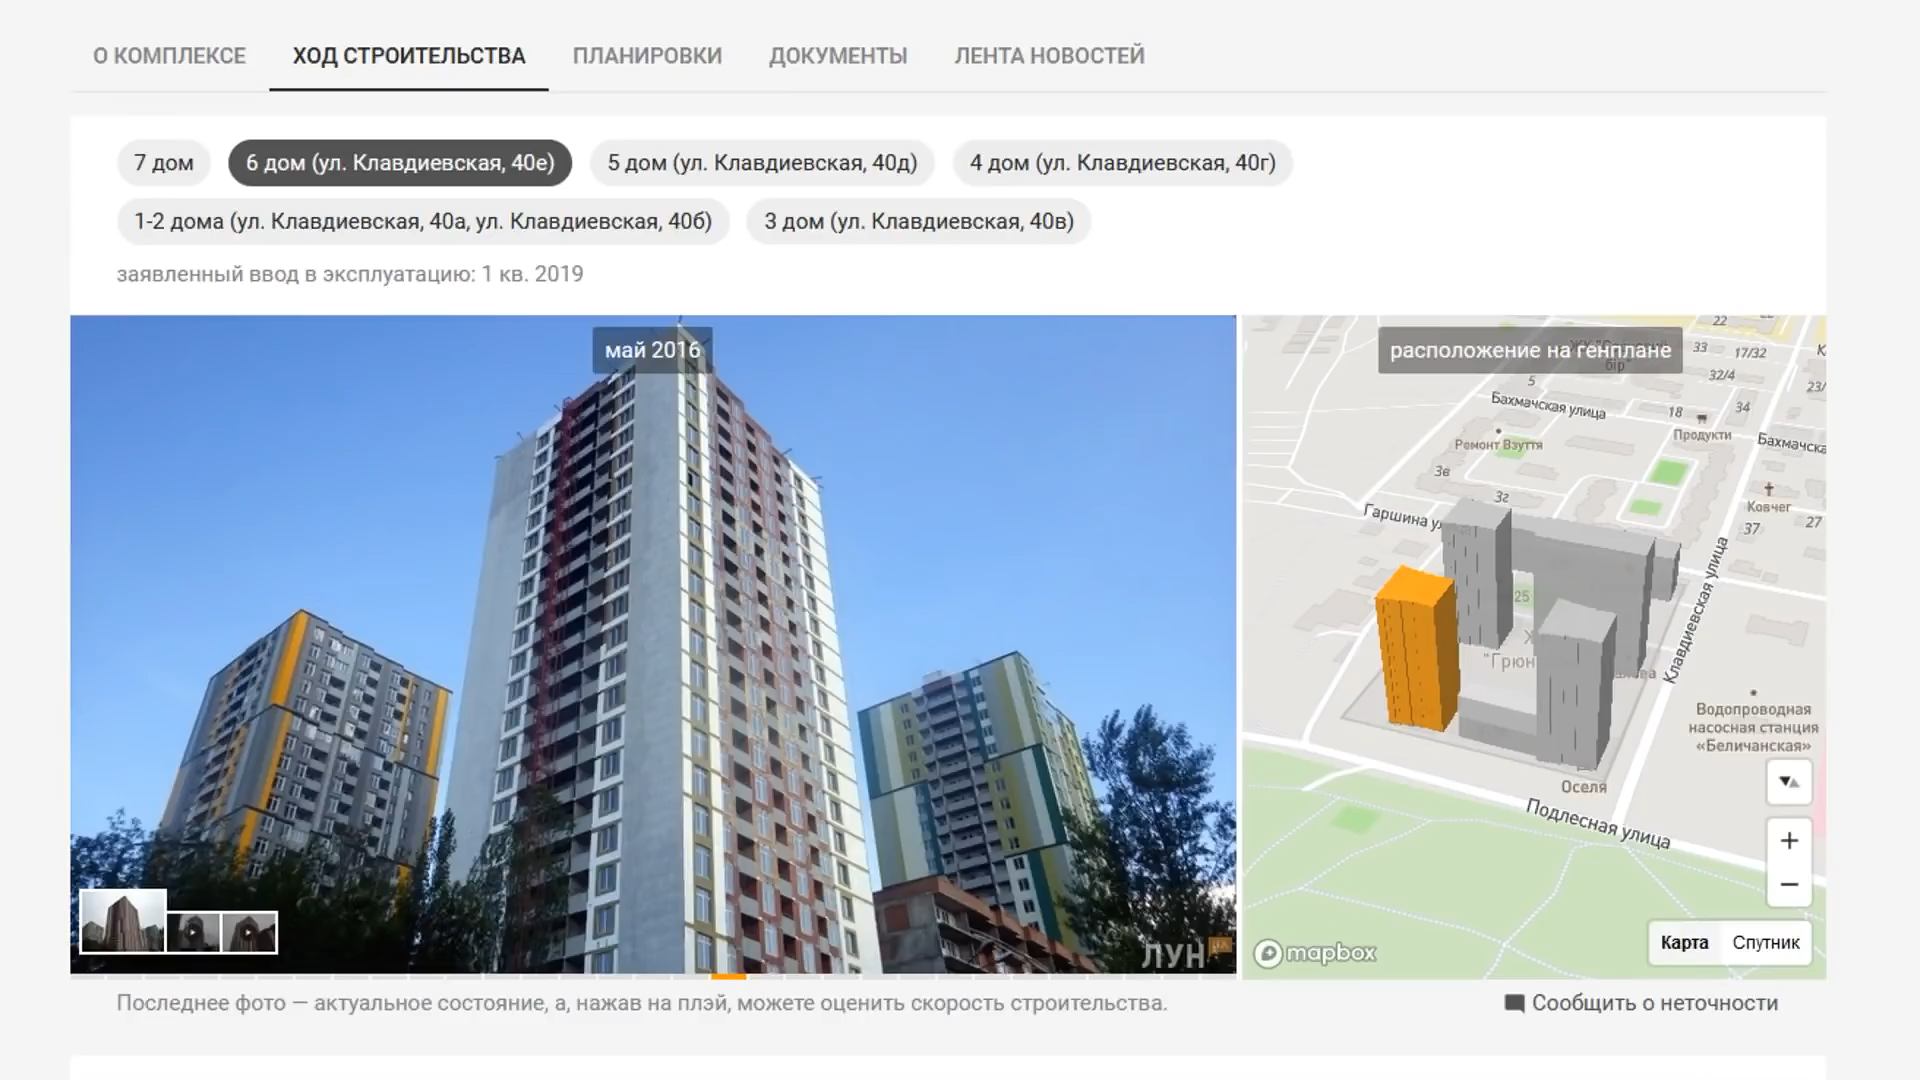 О КОМПЛЕКСЕ
ХОД СТРОИТЕЛЬСТВА
ПЛАНИРОВКИ
ДОКУМЕНТЫ
ЛЕНТА НОВОСТЕЙ
7 дом
6 дом (ул. Клавдиевская, 40е)
5 дом (ул. Клавдиевская, 40д)
4 дом (ул. Клавдиевская, 40г)
1-2 дома (ул. Клавдиевская, 40а, ул. Клавдиевская, 40б)
3 дом (ул. Клавдиевская, 40в)
заявленный ввод в эксплуатацию: 1 кв. 2019
май 2016
ЛУН
расположение на генплане
22
33
17/32
бір"
32/4
5
23/
Бахмачская улица
18
34
Продукти
Ремонт Взуття
3в
3г
Ковчег
37
27
Гаршина
25
"Грюн
Клавдиевская улица
Водопроводная
насосная станция
«Беличанская»
Оселя
Подлесная улица
+
−
mapbox
Карта
Спутник
Последнее фото — актуальное состояние, а, нажав на плэй, можете оценить скорость строительства.
Сообщить о неточности